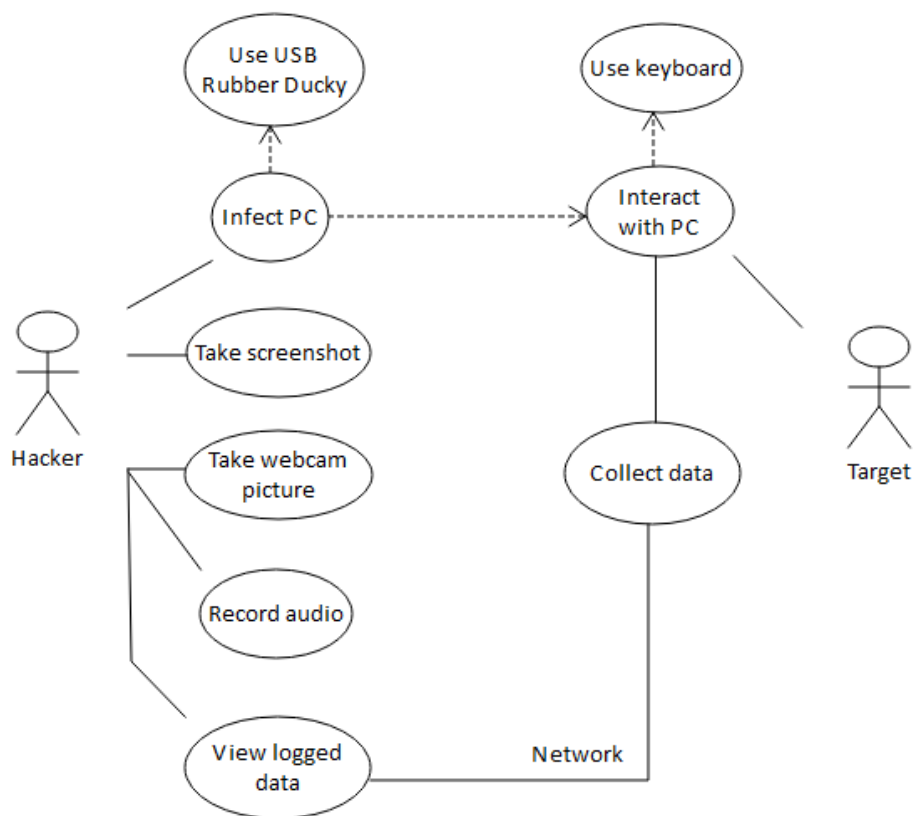 Use USB
Rubber Ducky
Use keyboard
Infect PC
Interact
with PC
Take screenshot
Hacker
Take webcam
picture
Collect data
Target
Record audio
View logged
data
Network